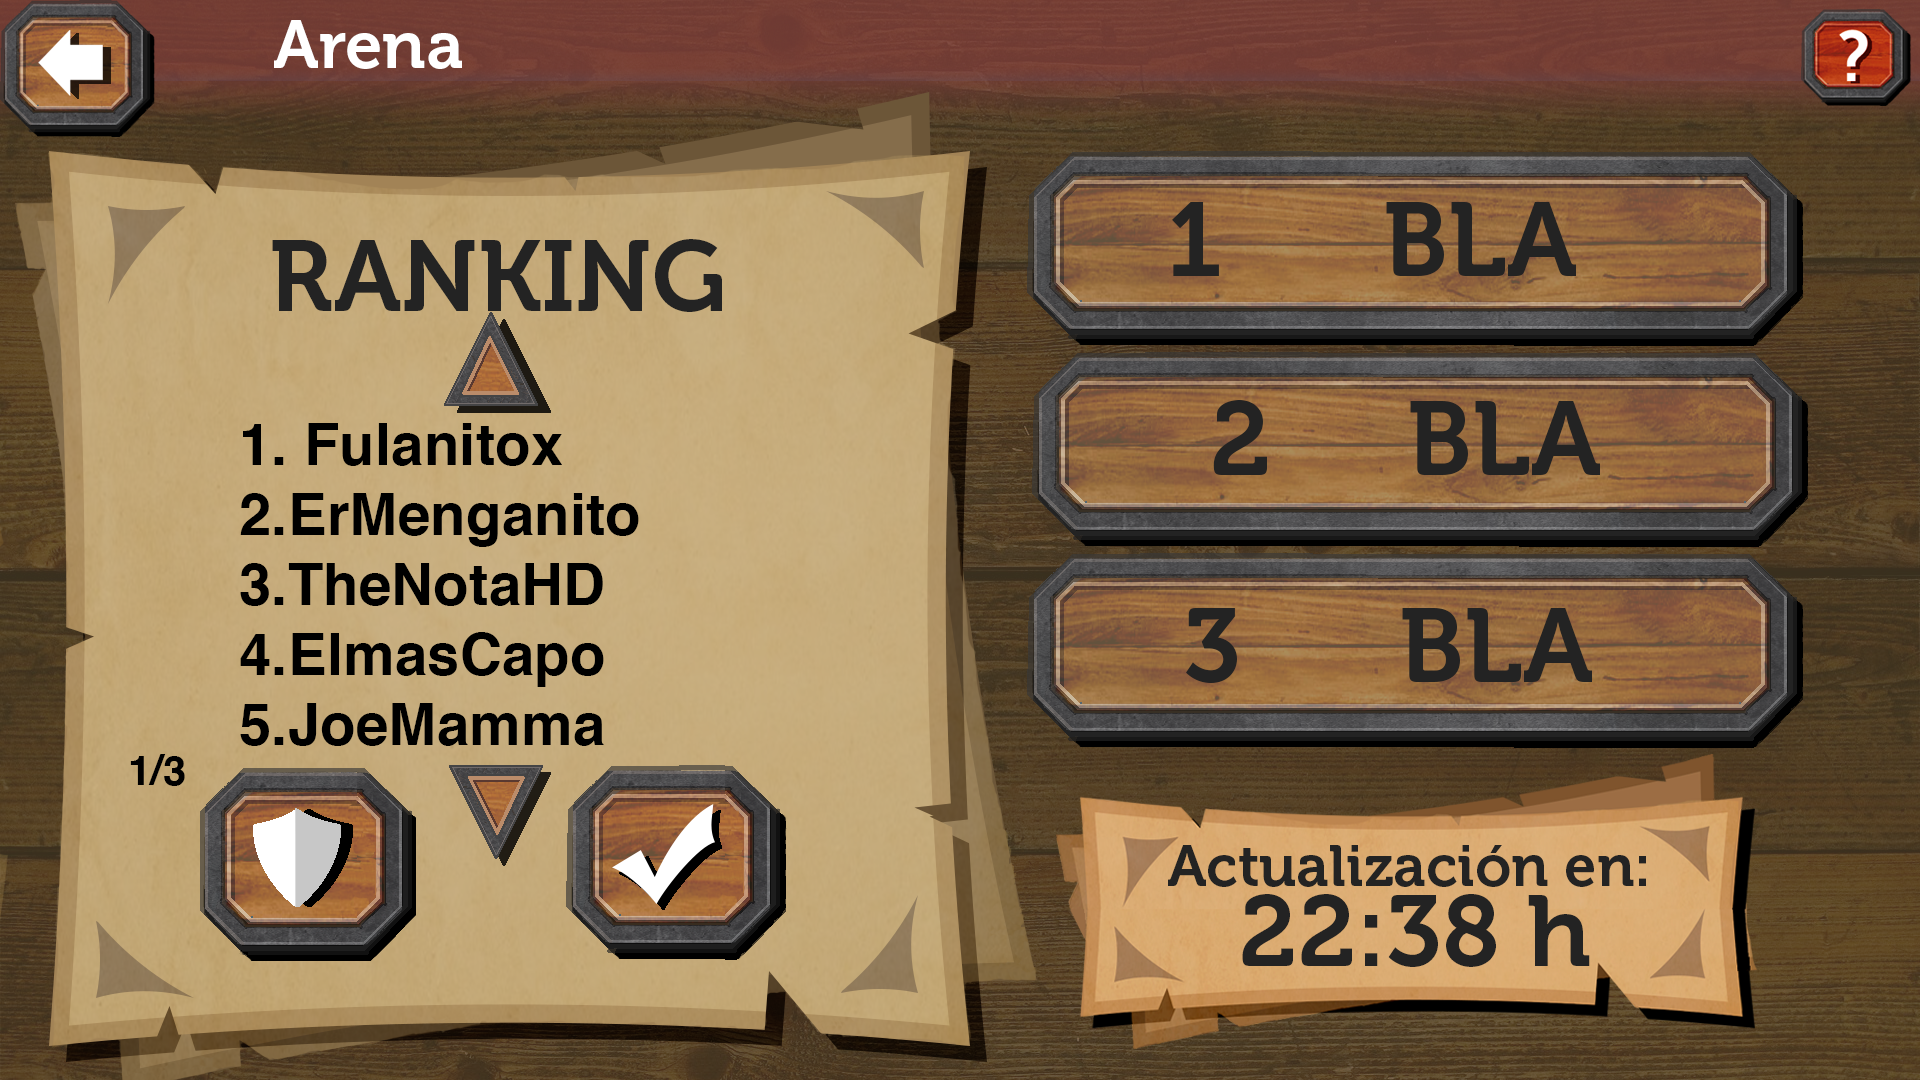 Arena
?
RANKING
1. Fulanitox
2.ErMenganito
3.TheNotaHD
4.ElmasCapo
5.JoeMamma
1/3
1 BLA
2 BLA
3 BLA
Actualización en:
22:38 h